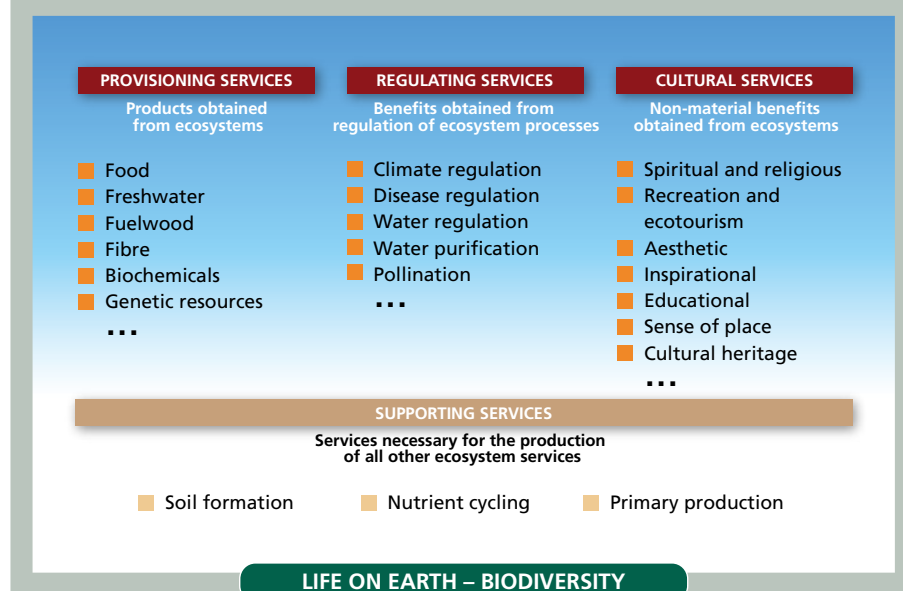 PROVISIONING SERVICES
Products obtained
from ecosystems
Food
Freshwater
Fuelwood
Fibre
Biochemicals
Genetic resources
...
REGULATING SERVICES
Benefits obtained from
regulation of ecosystem processes
Climate regulation
Disease regulation
Water regulation
Water purification
Pollination
...
CULTURAL SERVICES
Non-material benefits
obtained from ecosystems
Spiritual and religious
Recreation and
ecotourism
Aesthetic
Inspirational
Educational
Sense of place
Cultural heritage
...
SUPPORTING SERVICES
Services necessary for the production
of all other ecosystem services
Soil formation
Nutrient cycling
Primary production
LIFE ON EARTH – BIODIVERSITY